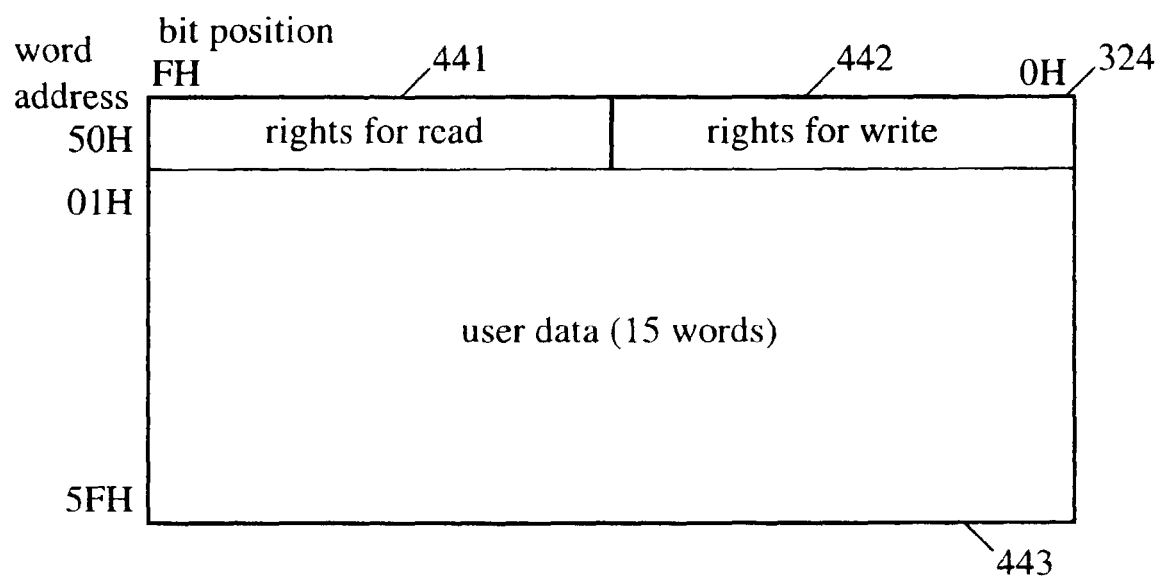 bit position
word
address
FH
441
442
0H
324
50H
rights for read
rights for write
01H
user data (15 words)
5FH
443